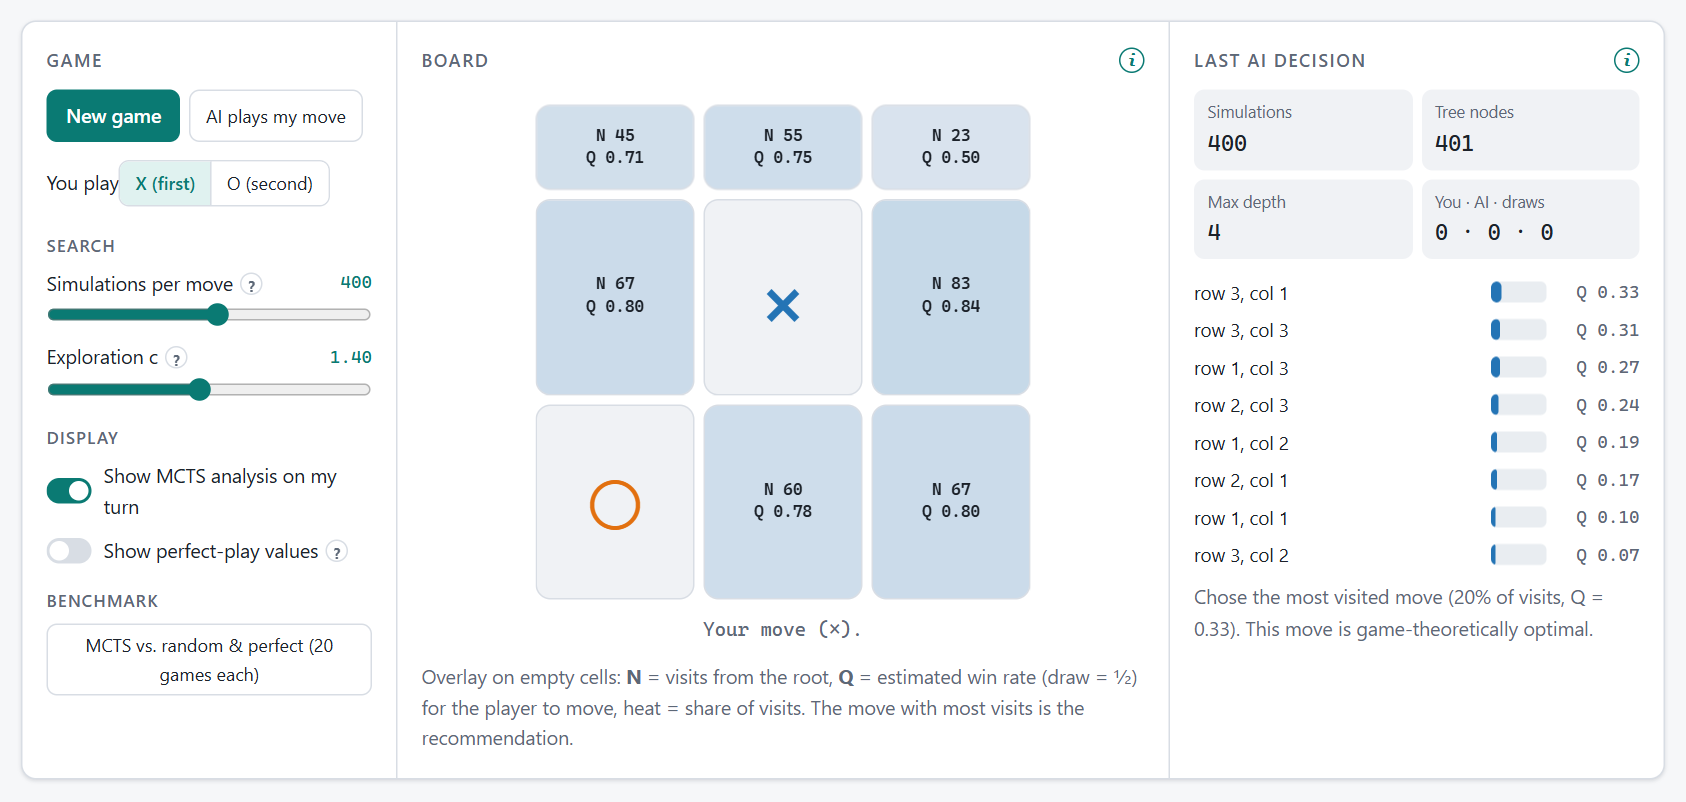 GAME
New game
AI plays my move
You play
X (first)
O (second)
SEARCH
Simulations per move ?
400
Exploration c ?
1.40
DISPLAY
Show MCTS analysis on my
turn
Show perfect-play values ?
BENCHMARK
MCTS vs. random & perfect (20
games each)
BOARD
i
N 45
Q 0.71
N 55
Q 0.75
N 23
Q 0.50
N 67
Q 0.80
N 83
Q 0.84
N 60
Q 0.78
N 67
Q 0.80
Your move (×).
Overlay on empty cells: N = visits from the root, Q = estimated win rate (draw = ½)
for the player to move, heat = share of visits. The move with most visits is the
recommendation.
LAST AI DECISION
i
Simulations
400
Tree nodes
401
Max depth
4
You · AI · draws
0 · 0 · 0
row 3, col 1 Q 0.33
row 3, col 3 Q 0.31
row 1, col 3 Q 0.27
row 2, col 3 Q 0.24
row 1, col 2 Q 0.19
row 2, col 1 Q 0.17
row 1, col 1 Q 0.10
row 3, col 2 Q 0.07
Chose the most visited move (20% of visits, Q =
0.33). This move is game-theoretically optimal.